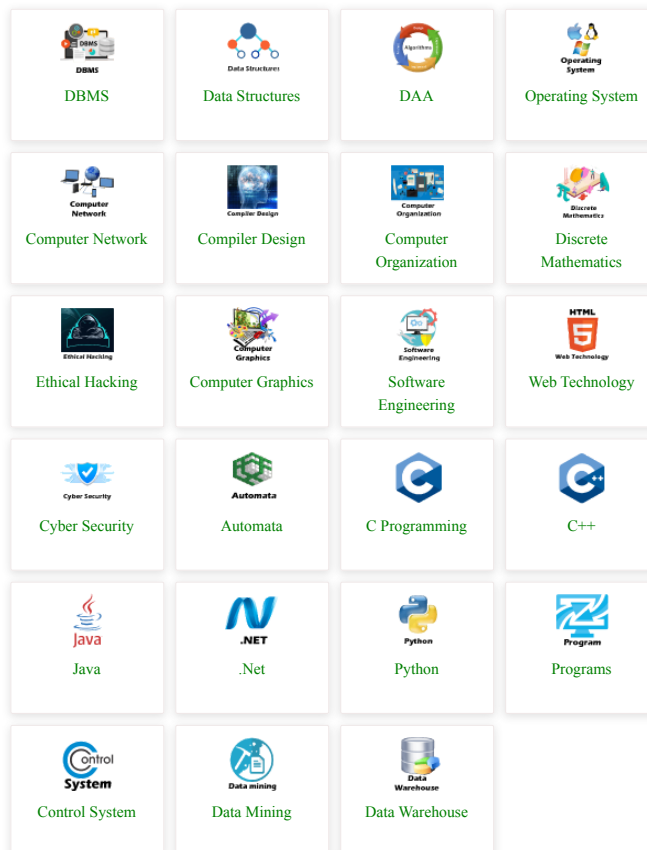 DBMS
DBMS
DBMS
Data Structures
Data Structures
Algorithms
DAA
Operating
System
Operating System
Computer
Network
Computer Network
Compiler Design
Compiler Design
Computer
Organization
Computer
Organization
Discrete
Mathematics
Discrete
Mathematics
Ethical Hacking
Ethical Hacking
Computer
Graphics
Computer Graphics
Software
Engineering
Software
Engineering
HTML
5
Web Technology
Web Technology
Cyber Security
Cyber Security
Automata
Automata
C
C Programming
C++
C++
Java
Java
.NET
.Net
Python
Python
Program
Programs
Control
System
Control System
Data mining
Data Mining
Data
Warehouse
Data Warehouse